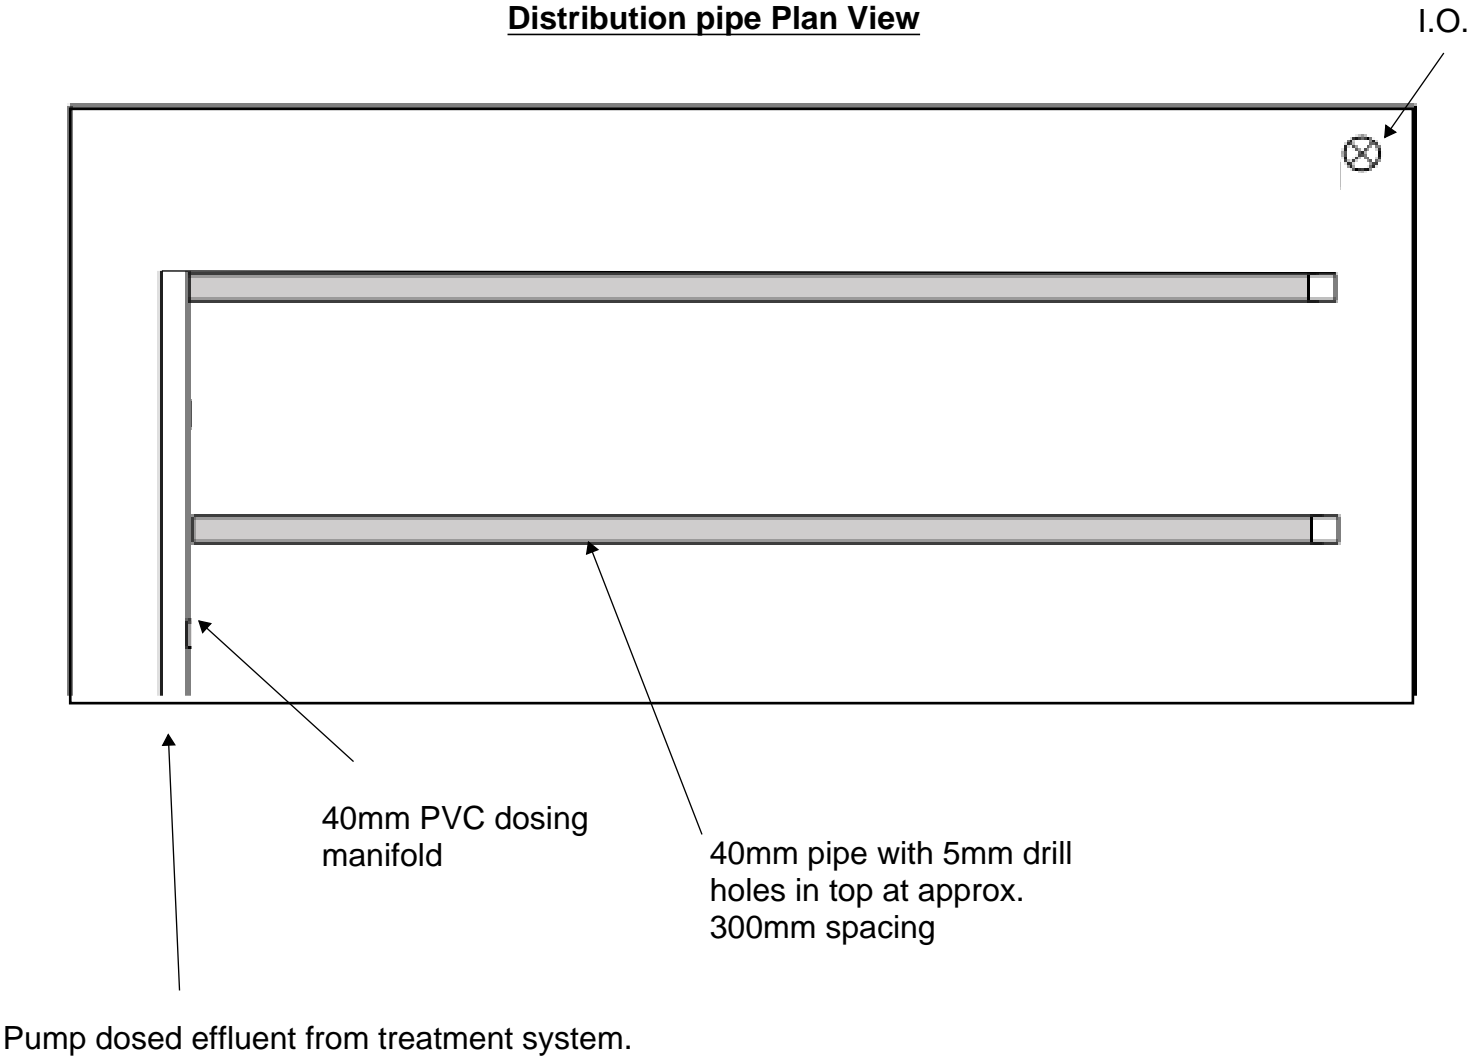 Distribution pipe Plan View
I.O.
40mm PVC dosing
manifold
40mm pipe with 5mm drill
holes in top at approx.
300mm spacing
Pump dosed effluent from treatment system.